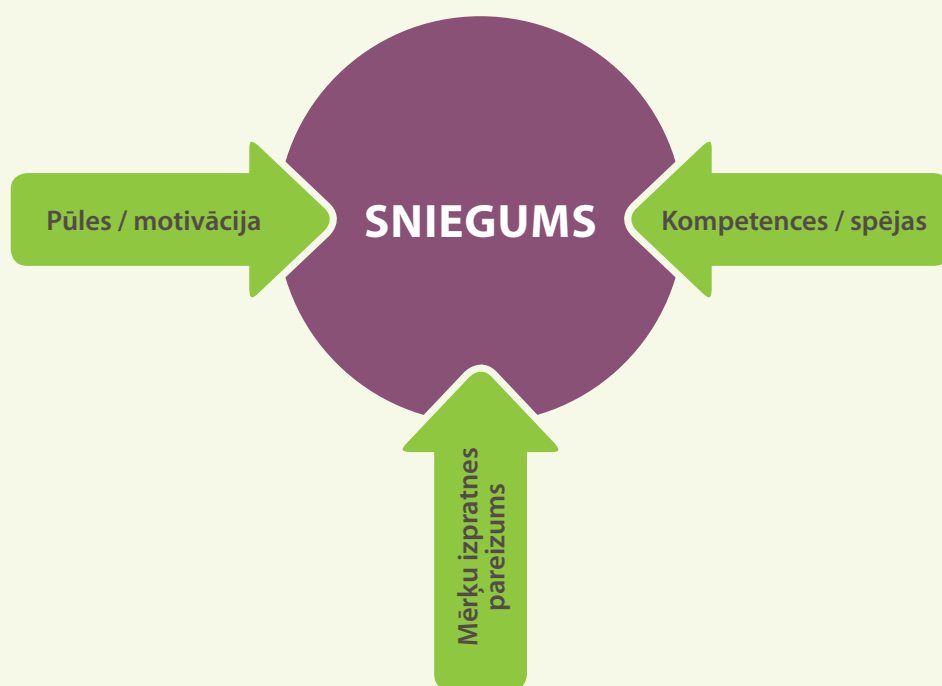 Pūles / motivācija
SNIEGUMS
Kompetences / spējas
Mērķu izpratnes
pareizums